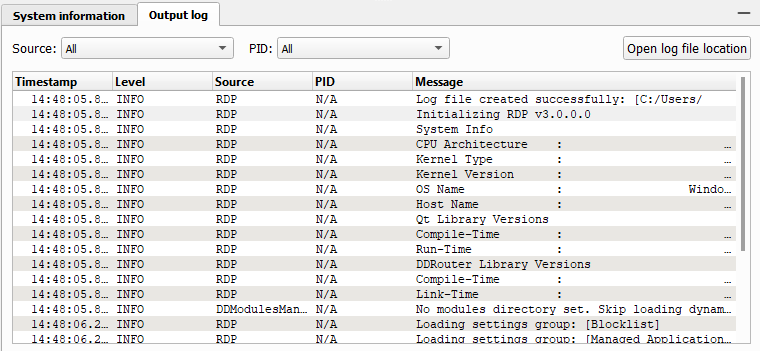 System information Output log
Source: All PID: All Open log file location
Timestamp Level Source PID Message
14:48:05.8... INFO RDP N/A Log file created successfully: [C:/Users/
14:48:05.8... INFO RDP N/A Initializing RDP v3.0.0.0
14:48:05.8... INFO RDP N/A System Info
14:48:05.8... INFO RDP N/A CPU Architecture : ...
14:48:05.8... INFO RDP N/A Kernel Type : ...
14:48:05.8... INFO RDP N/A Kernel Version : ...
14:48:05.8... INFO RDP N/A OS Name : Windo...
14:48:05.8... INFO RDP N/A Host Name : ...
14:48:05.8... INFO RDP N/A Qt Library Versions
14:48:05.8... INFO RDP N/A Compile-Time : ...
14:48:05.8... INFO RDP N/A Run-Time : ...
14:48:05.8... INFO RDP N/A DDRouter Library Versions
14:48:05.8... INFO RDP N/A Compile-Time : ...
14:48:05.8... INFO RDP N/A Link-Time : ...
14:48:05.8... INFO DDModulesMan... N/A No modules directory set. Skip loading dynam...
14:48:06.2... INFO RDP N/A Loading settings group: [Blocklist]
14:48:06.2... INFO RDP N/A Loading settings group: [Managed Application...